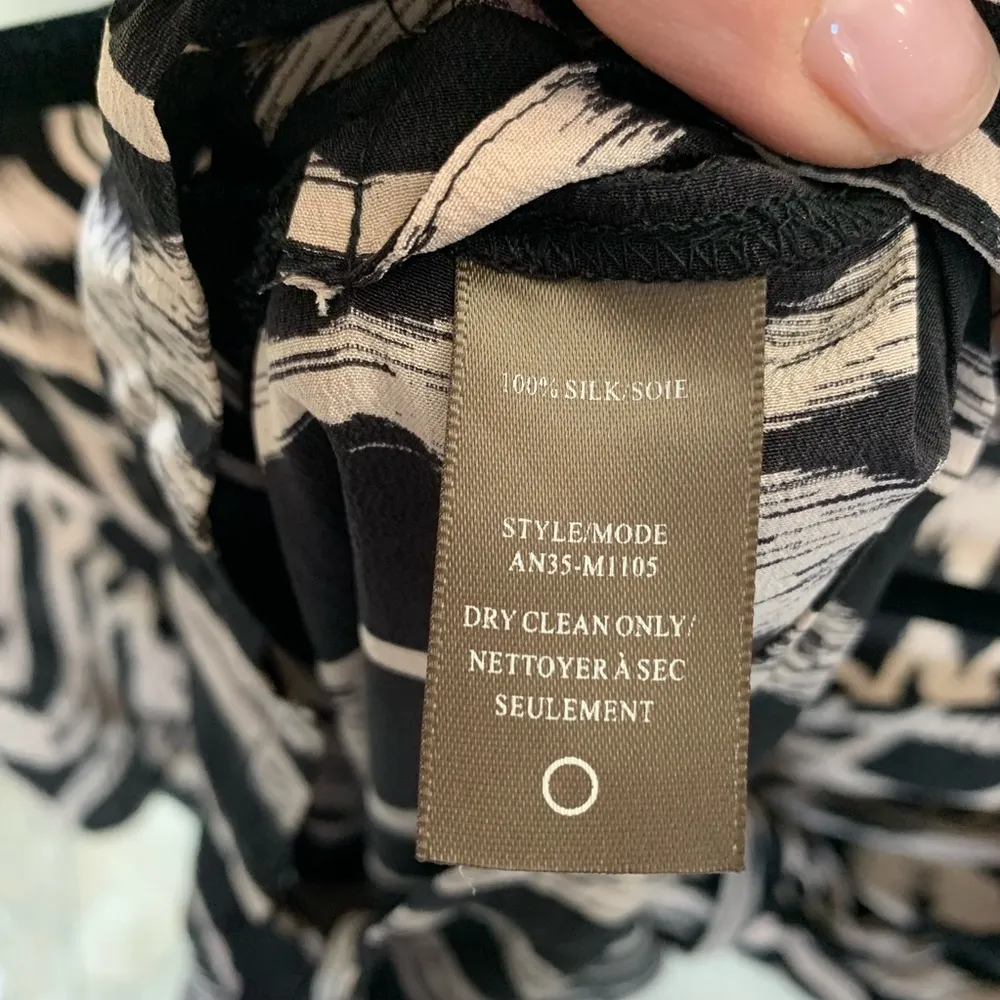 100% SILK/SOIE
STYLE/MODE
AN35-M1105
DRY CLEAN ONLY/
NETTOYER À SEC
SEULEMENT